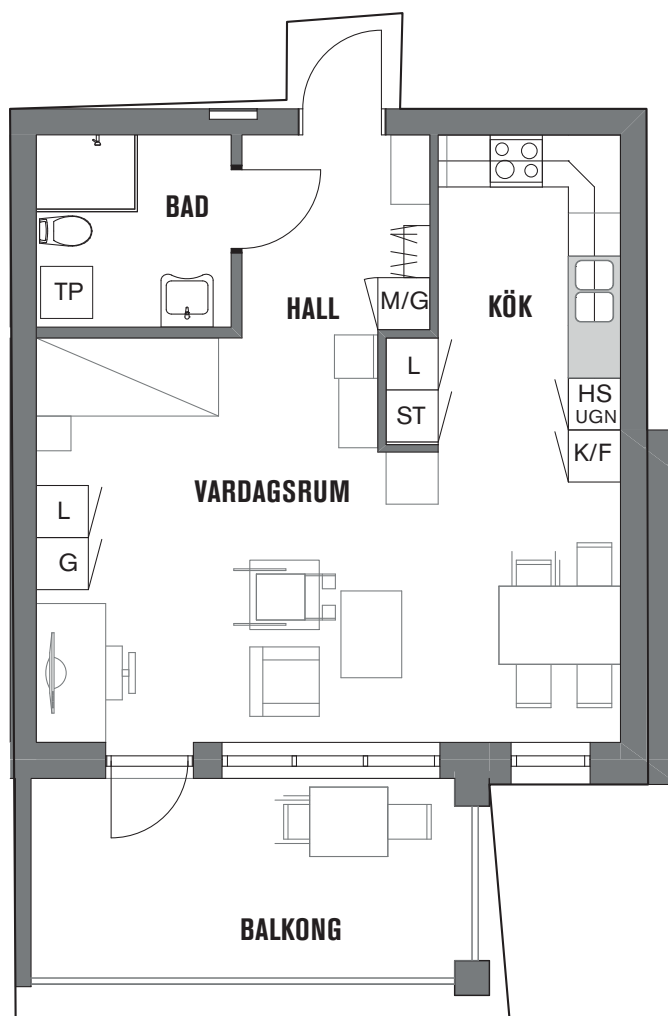 BAD
TP
HALL
M/G
KÖK
L
ST
HS
UGN
K/F
VARDAGSRUM
L
G
BALKONG